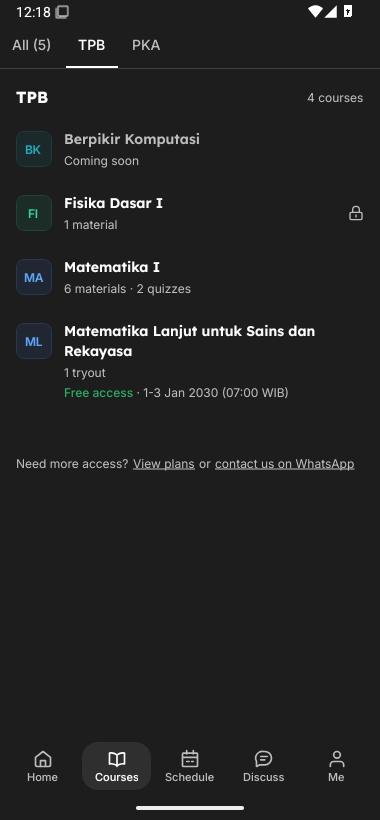 12:18
All (5)
TPB
PKA
TPB
4 courses
BK
Berpikir Komputasi
Coming soon
FI
Fisika Dasar I
1 material
MA
Matematika I
6 materials · 2 quizzes
ML
Matematika Lanjut untuk Sains dan
Rekayasa
1 tryout
Free access · 1-3 Jan 2030 (07:00 WIB)
Need more access? View plans or contact us on WhatsApp
Home
Courses
Schedule
Discuss
Me